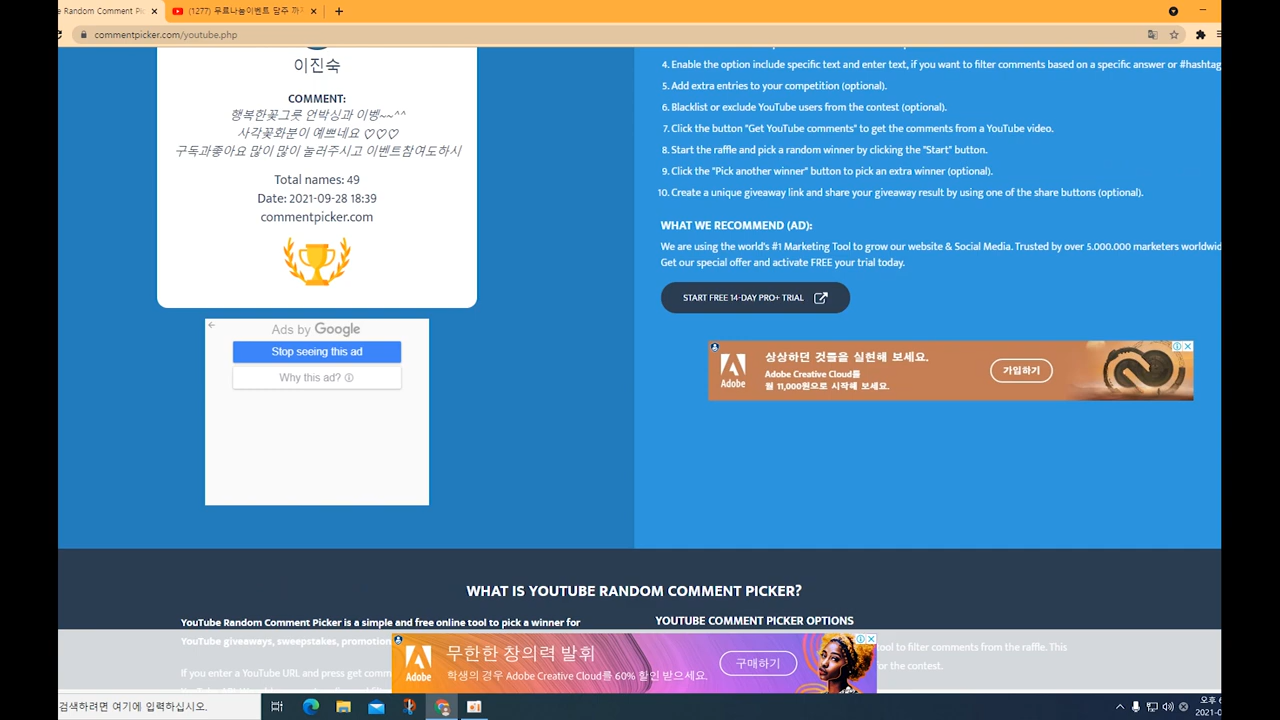 Random Comment Pic
(1277) 무료나눔이벤트 담주 까지
commentpicker.com/youtube.php
이진숙
COMMENT:
행복한꽃그릇 언박싱과 이벵~~^^
사각꽃화분이 예쁘네요 ♡♡♡
구독과좋아요 많이 많이 눌러주시고 이벤트참여도하시
Total names: 49
Date: 2021-09-28 18:39
commentpicker.com
Ads by Google
Stop seeing this ad
Why this ad?
4. Enable the option include specific text and enter text, if you want to filter comments based on a specific answer or #hashtag
5. Add extra entries to your competition (optional).
6. Blacklist or exclude YouTube users from the contest (optional).
7. Click the button "Get YouTube comments" to get the comments from a YouTube video.
8. Start the raffle and pick a random winner by clicking the "Start" button.
9. Click the "Pick another winner" button to pick an extra winner (optional).
10. Create a unique giveaway link and share your giveaway result by using one of the share buttons (optional).
WHAT WE RECOMMEND (AD):
We are using the world's #1 Marketing Tool to grow our website & Social Media. Trusted by over 5.000.000 marketers worldwid
Get our special offer and activate FREE your trial today.
START FREE 14-DAY PRO+ TRIAL
Adobe
상상하던 것들을 실현해 보세요.
Adobe Creative Cloud를
월 11,000원으로 시작해 보세요.
가입하기
WHAT IS YOUTUBE RANDOM COMMENT PICKER?
YouTube Random Comment Picker is a simple and free online tool to pick a winner for
YouTube giveaways, sweepstakes, promotion
If you enter a YouTube URL and press get comm
YOUTUBE COMMENT PICKER OPTIONS
tool to filter comments from the raffle. This
for the contest.
Adobe
무한한 창의력 발휘
학생의 경우 Adobe Creative Cloud를 60% 할인 받으세요.
구매하기
검색하려면 여기에 입력하십시오.
오후 6
2021-0